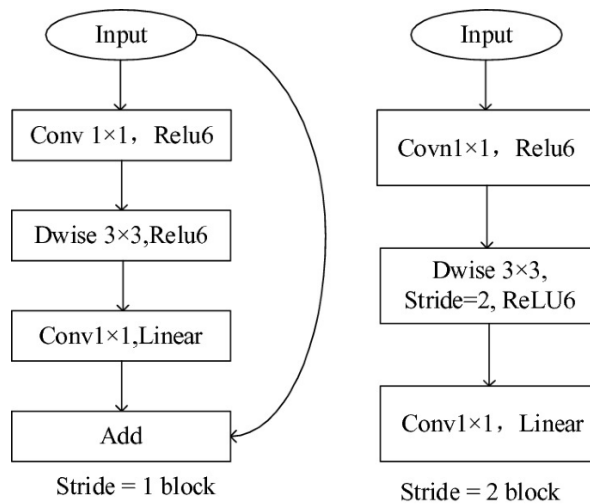 Input
Conv 1×1，Relu6
Dwise 3×3,Relu6
Conv1×1,Linear
Add
Stride = 1 block
Input
Covn1×1，Relu6
Dwise 3×3,
Stride=2, ReLU6
Conv1×1，Linear
Stride = 2 block